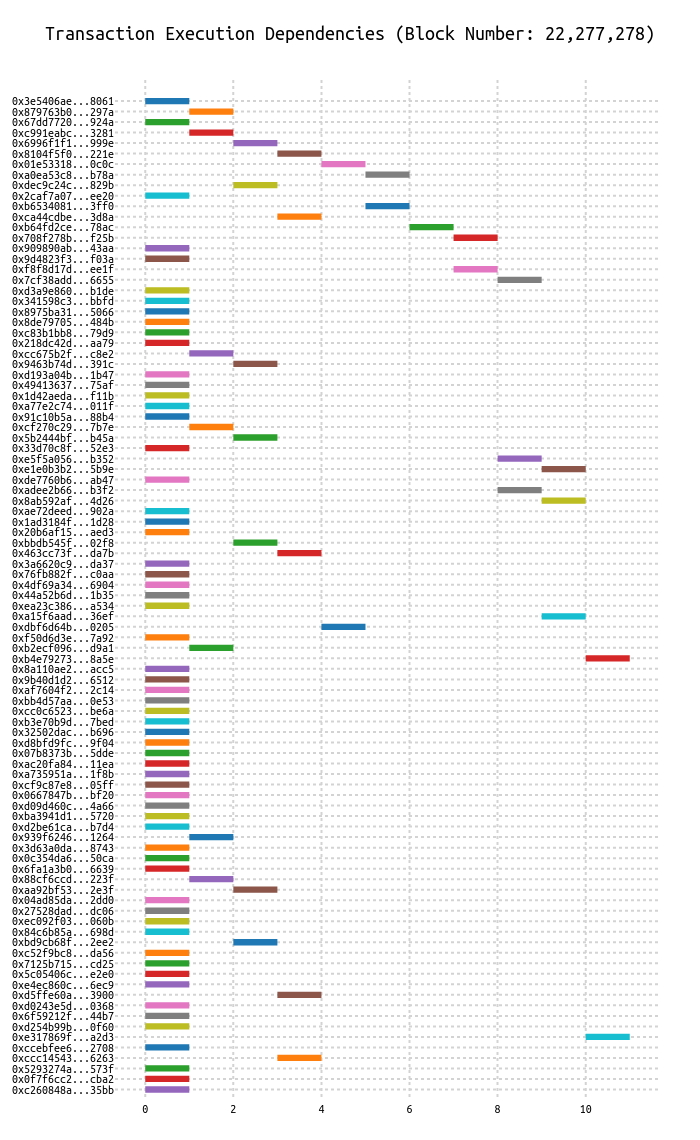 Transaction Execution Dependencies (Block Number: 22,277,278)
0x3e5406ae...8061
0x879763b0...297a
0x67dd7720...924a
0xc991eabc...3281
0x6996f1f1...999e
0x8104f5f0...221e
0x01e53318...0c0c
0xa0ea53c8...b78a
0xdec9c24c...829b
0x2caf7a07...ee20
0xb6534081...3ff0
0xca44cdbe...3d8a
0xb64fd2ce...78ac
0x708f278b...f25b
0x909890ab...43aa
0x9d4823f3...f03a
0xf8f8d17d...ee1f
0x7cf38add...6655
0xd3a9e860...b1de
0x341598c3...bbfd
0x8975ba31...5066
0x8de79705...484b
0xc83b1bb8...79d9
0x218dc42d...aa79
0xcc675b2f...c8e2
0x9463b74d...391c
0xd193a04b...1b47
0x49413637...75af
0x1d42aeda...f11b
0xa77e2c74...011f
0x91c10b5a...88b4
0xcf270c29...7b7e
0x5b2444bf...b45a
0x33d70c8f...52e3
0xe5f5a056...b352
0xe1e0b3b2...5b9e
0xde7760b6...ab47
0xadee2b66...b3f2
0x8ab592af...4d26
0xae72deed...902a
0x1ad3184f...1d28
0x20b6af15...aed3
0xbbdb545f...02f8
0x463cc73f...da7b
0x3a6620c9...da37
0x76fb882f...c0aa
0x4df69a34...6904
0x44a52b6d...1b35
0xea23c386...a534
0xa15f6aad...36ef
0xdbf6d64b...0205
0xf50d6d3e...7a92
0xb2ecf096...d9a1
0xb4e79273...8a5e
0x8a110ae2...acc5
0x9b40d1d2...6512
0xaf7604f2...2c14
0xbb4d57aa...0e53
0xcc0c6523...be6a
0xb3e70b9d...7bed
0x32502dac...b696
0xd8bfd9fc...9f04
0x07b8373b...5dde
0xac20fa84...11ea
0xa735951a...1f8b
0xcf9c87e8...05ff
0x0667847b...bf20
0xd09d460c...4a66
0xba3941d1...5720
0xd2be61ca...b7d4
0x939f6246...1264
0x3d63a0da...8743
0x0c354da6...50ca
0x6fa1a3b0...6639
0x88cf6ccd...223f
0xaa92bf53...2e3f
0x04ad85da...2dd0
0x27528dad...dc06
0xec092f03...060b
0x84c6b85a...698d
0xbd9cb68f...2ee2
0xc52f9bc8...da56
0x7125b715...cd25
0x5c05406c...e2e0
0xe4ec860c...6ec9
0xd5ffe60a...3900
0xd0243e5d...0368
0x6f59212f...44b7
0xd254b99b...0f60
0xe317869f...a2d3
0xccebfee6...2708
0xccc14543...6263
0x5293274a...573f
0x0f7f6cc2...cba2
0xc260848a...35bb
0 2 4 6 8 10